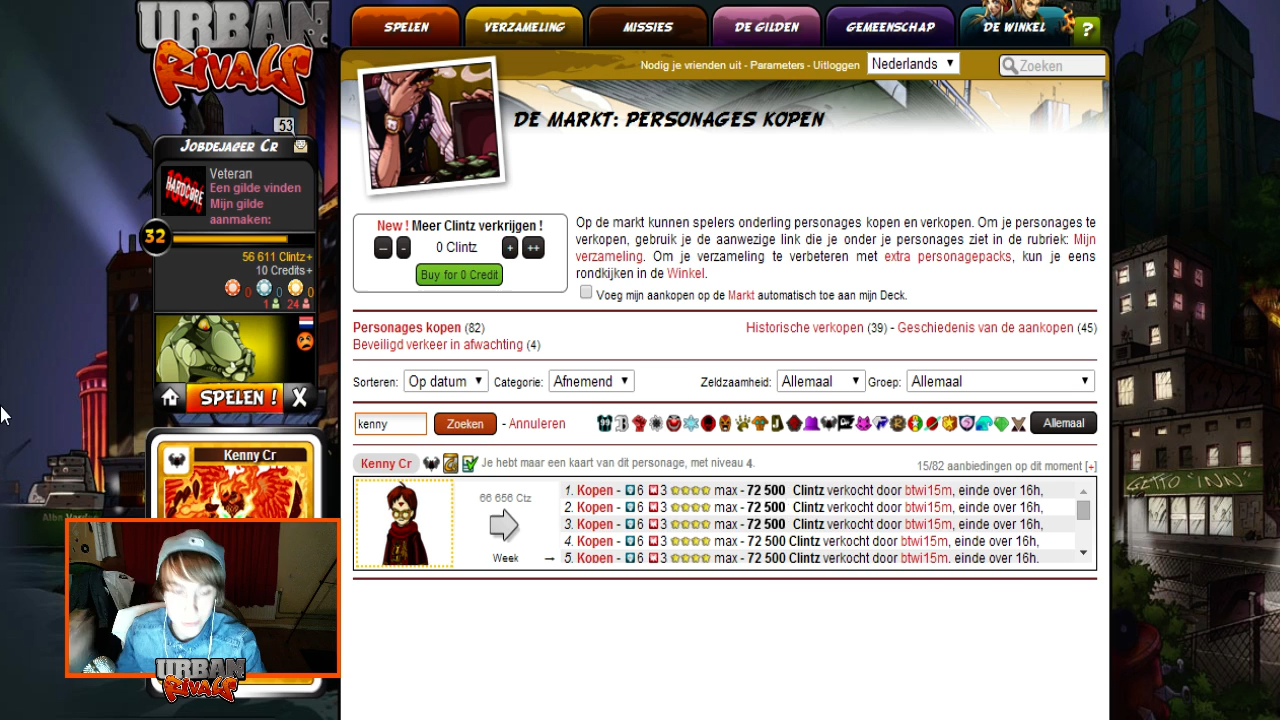 URBAN
RIVALS
SPELEN
VERZAMELING
MISSIES
DE GILDEN
GEMEENSCHAP
DE WINKEL
?
Nodig je vrienden uit - Parameters - Uitloggen
Nederlands
Zoeken
DE MARKT: PERSONAGES KOPEN
53
JOBDEJAGER CR
HARDCORE
Veteran
Een gilde vinden
Mijn gilde
aanmaken:
32
56 611 Clintz+
10 Credits+
0 0 0
1 24
SPELEN !
X
Kenny Cr
New ! Meer Clintz verkrijgen !
-- - 0 Clintz + ++
Buy for 0 Credit
Op de markt kunnen spelers onderling personages kopen en verkopen. Om je personages te
verkopen, gebruik je de aanwezige link die je onder je personages ziet in de rubriek: Mijn
verzameling. Om je verzameling te verbeteren met extra personagepacks, kun je eens
rondkijken in de Winkel.
Voeg mijn aankopen op de Markt automatisch toe aan mijn Deck.
Personages kopen (82)
Historische verkopen (39) - Geschiedenis van de aankopen (45)
Beveiligd verkeer in afwachting (4)
Sorteren: Op datum Categorie: Afnemend Zeldzaamheid: Allemaal Groep: Allemaal
kenny Zoeken - Annuleren
Allemaal
Kenny Cr Je hebt maar een kaart van dit personage, met niveau 4.
15/82 aanbiedingen op dit moment [+]
66 656 Ctz
Week
1. Kopen - 6 3 max - 72 500 Clintz verkocht door btwi15m, einde over 16h,
2. Kopen - 6 3 max - 72 500 Clintz verkocht door btwi15m, einde over 16h,
3. Kopen - 6 3 max - 72 500 Clintz verkocht door btwi15m, einde over 16h,
4. Kopen - 6 3 max - 72 500 Clintz verkocht door btwi15m, einde over 16h,
5. Kopen - 6 3 max - 72 500 Clintz verkocht door btwi15m, einde over 16h,
GETTO "INN"
URBAN
RIVALS